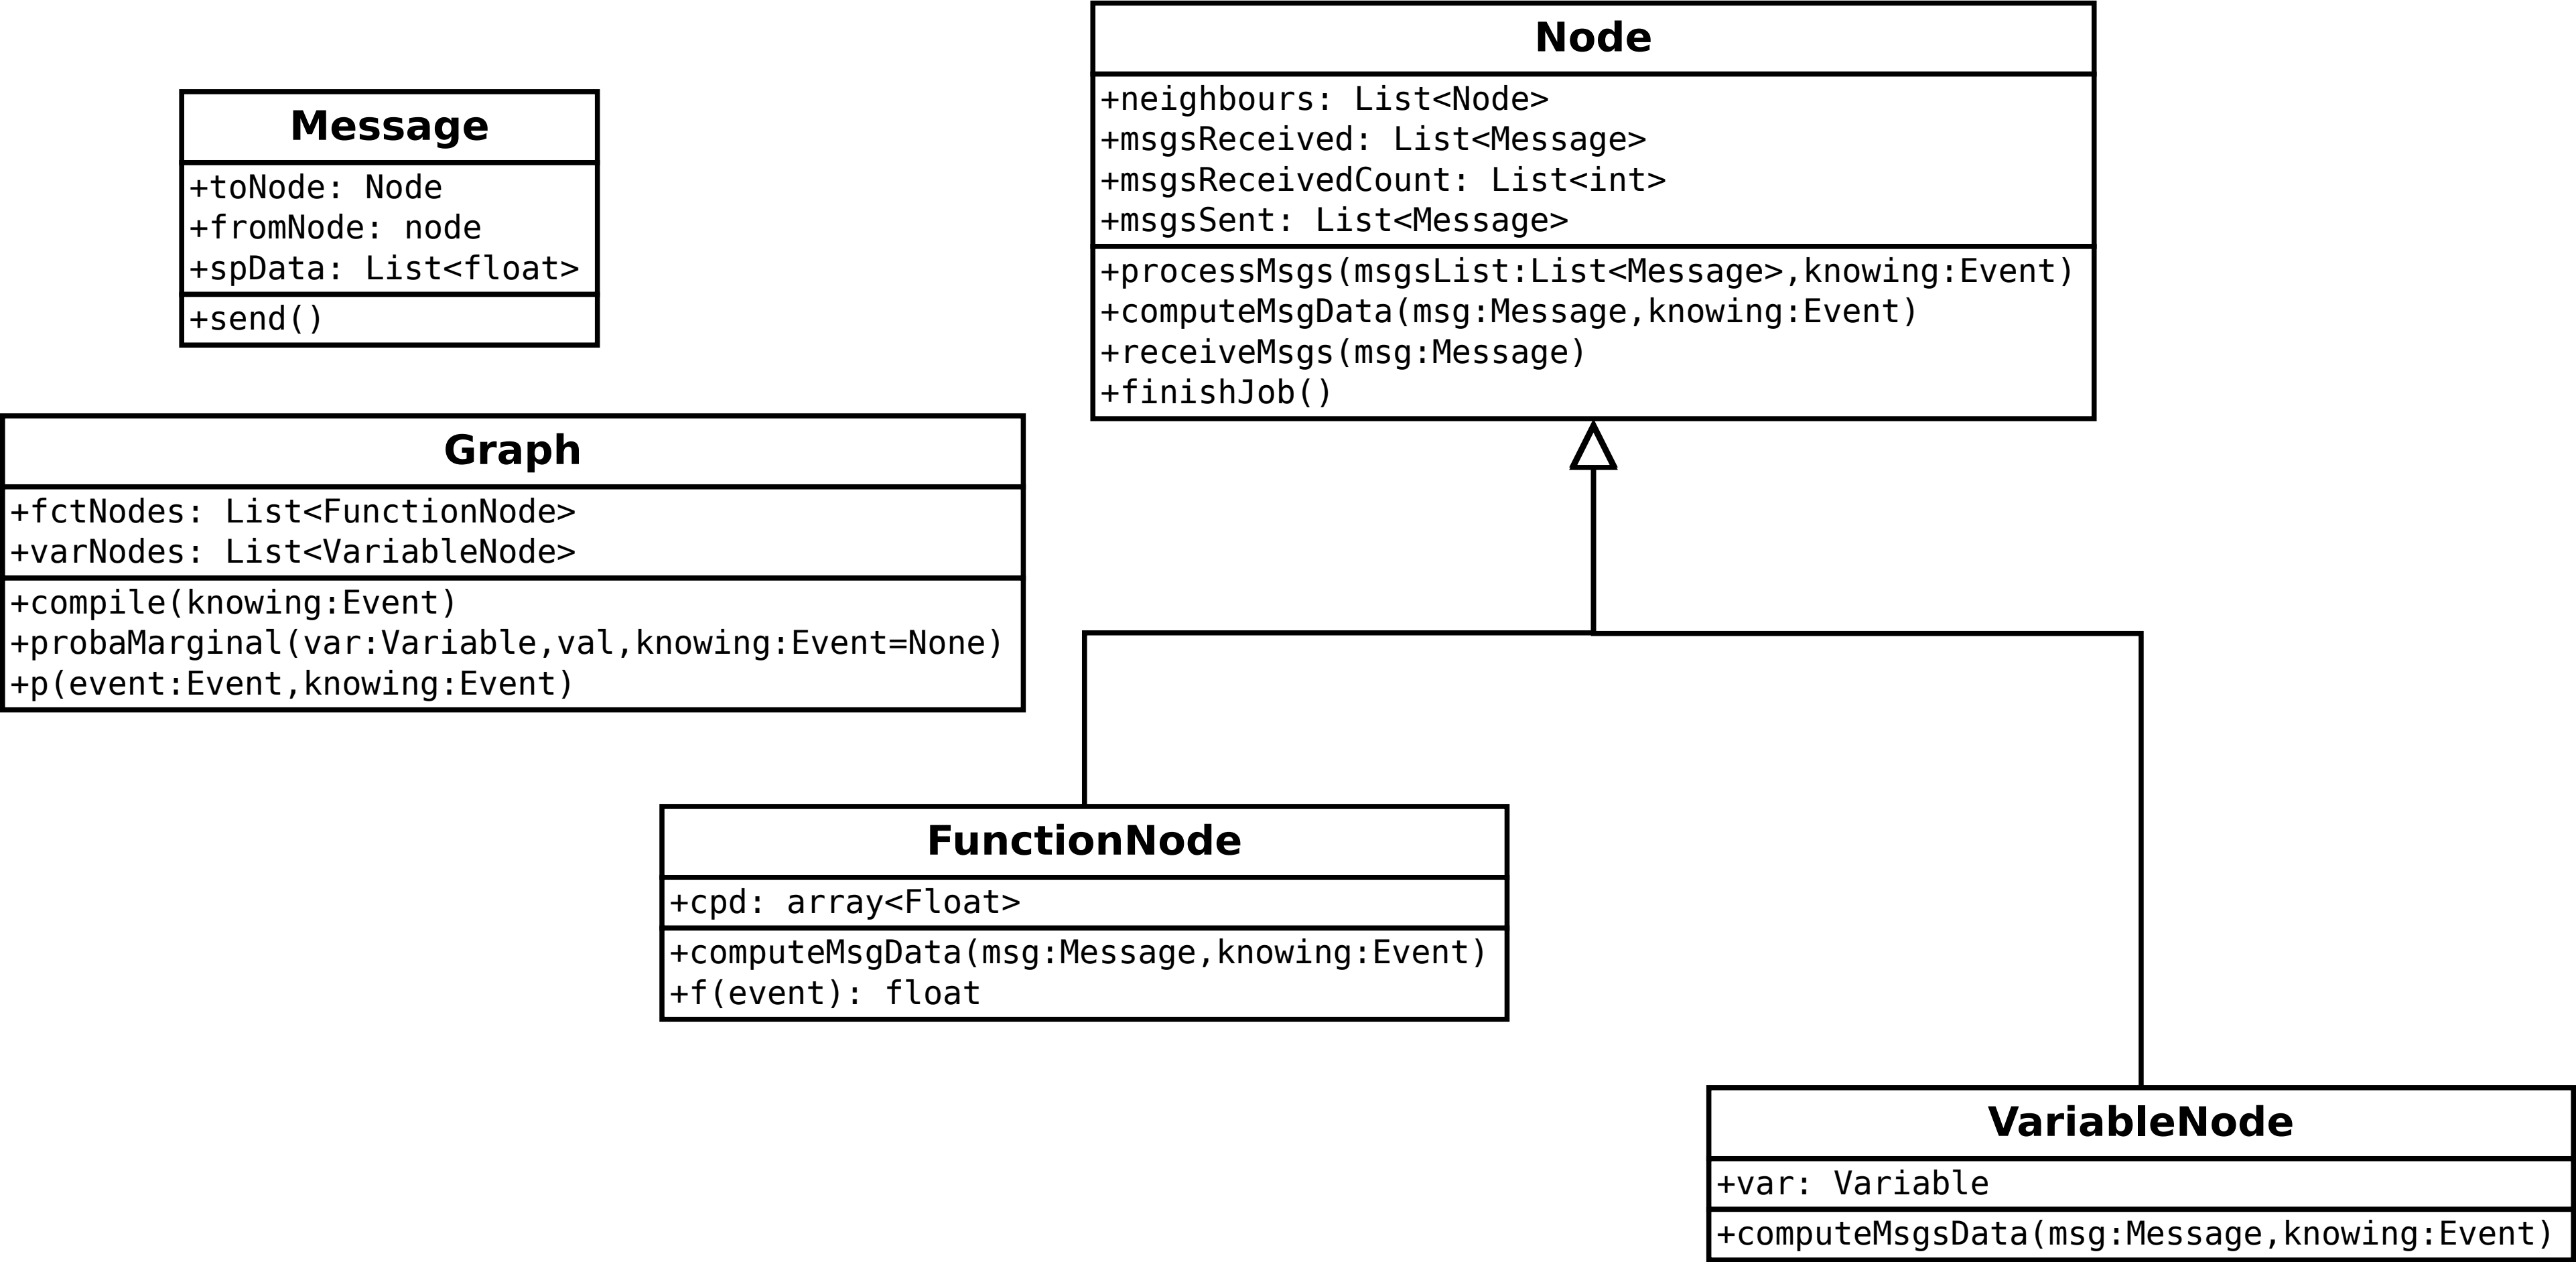 Node
+neighbours: List<Node>
+msgsReceived: List<Message>
+msgsReceivedCount: List<int>
+msgsSent: List<Message>
+processMsgs(msgsList:List<Message>,knowing:Event)
+computeMsgData(msg:Message,knowing:Event)
+receiveMsgs(msg:Message)
+finishJob()
Message
+toNode: Node
+fromNode: node
+spData: List<float>
+send()
Graph
+fctNodes: List<FunctionNode>
+varNodes: List<VariableNode>
+compile(knowing:Event)
+probaMarginal(var:Variable,val,knowing:Event=None)
+p(event:Event,knowing:Event)
FunctionNode
+cpd: array<Float>
+computeMsgData(msg:Message,knowing:Event)
+f(event): float
VariableNode
+var: Variable
+computeMsgsData(msg:Message,knowing:Event)